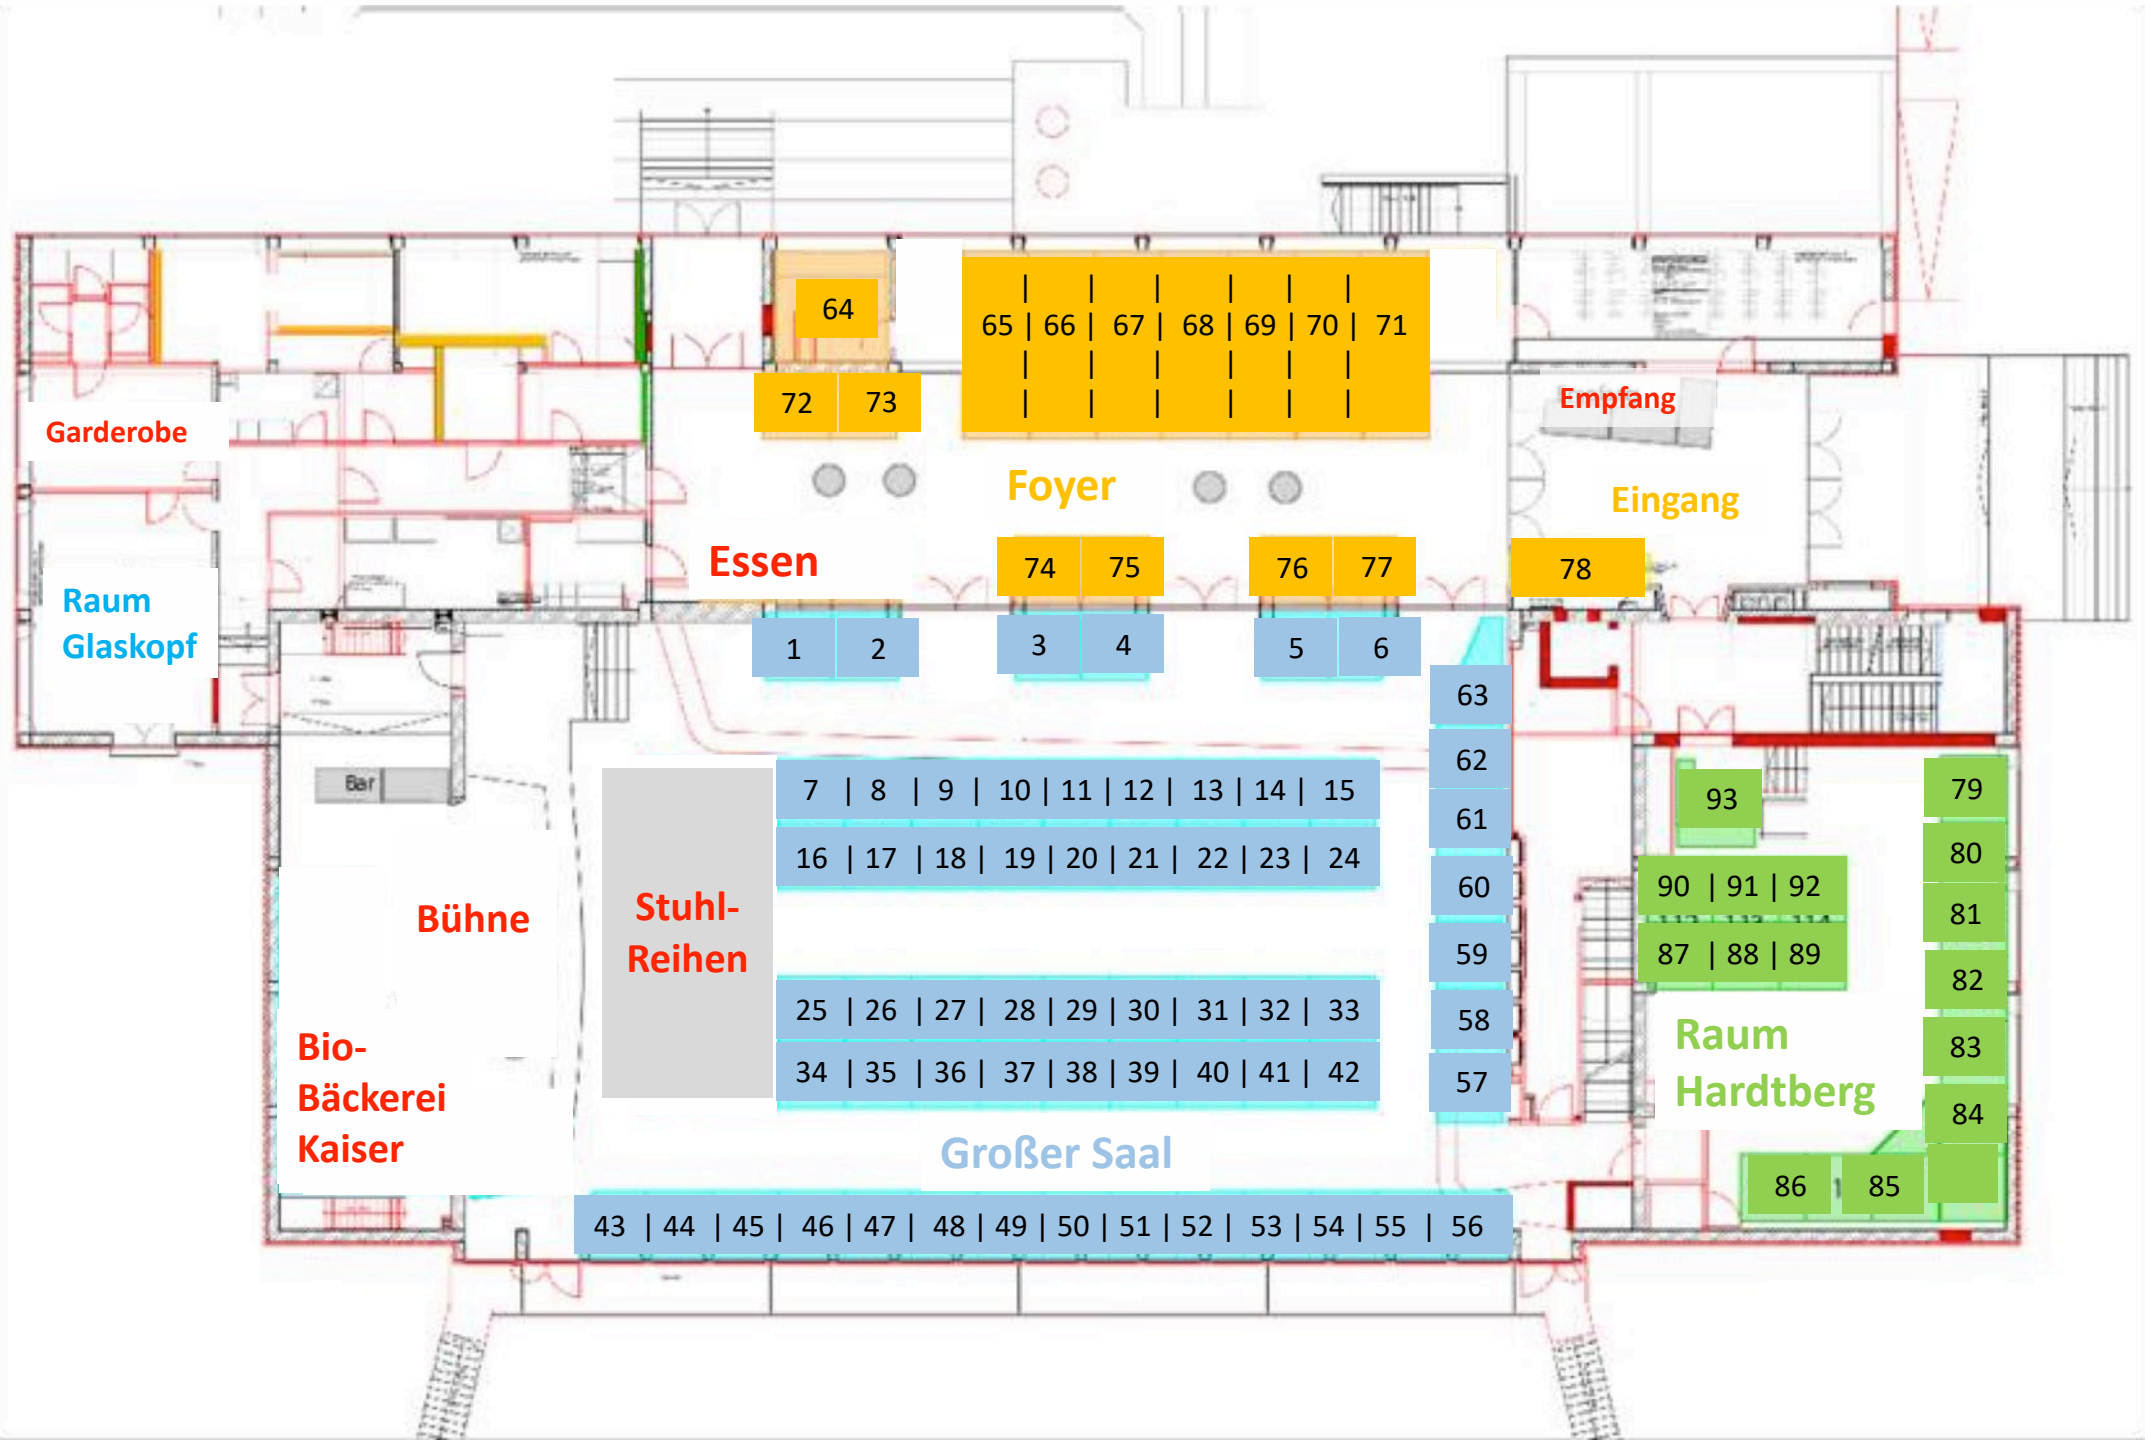 64
65 | 66 | 67 | 68 | 69 | 70 | 71
72 73
Empfang
Garderobe
Foyer
Eingang
Essen
74 75 76 77 78
Raum
Glaskopf
1 2 3 4 5 6
63
62
61
60
59
58
57
Bar
7 | 8 | 9 | 10 | 11 | 12 | 13 | 14 | 15
16 | 17 | 18 | 19 | 20 | 21 | 22 | 23 | 24
Bühne
Stuhl-
Reihen
25 | 26 | 27 | 28 | 29 | 30 | 31 | 32 | 33
34 | 35 | 36 | 37 | 38 | 39 | 40 | 41 | 42
Bio-
Bäckerei
Kaiser
Großer Saal
43 | 44 | 45 | 46 | 47 | 48 | 49 | 50 | 51 | 52 | 53 | 54 | 55 | 56
93
79
80
81
82
83
84
90 | 91 | 92
87 | 88 | 89
Raum
Hardtberg
86 85